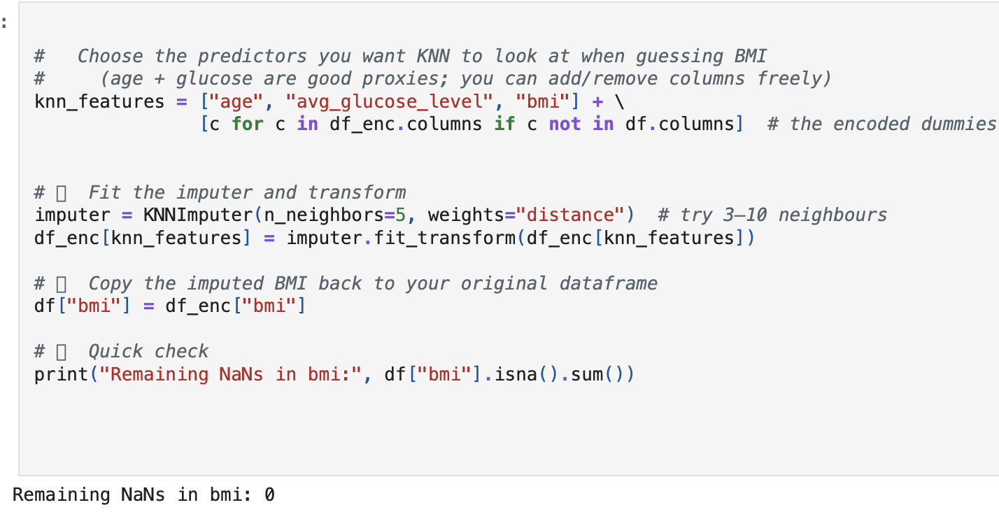 :
#   Choose the predictors you want KNN to look at when guessing BMI
#     (age + glucose are good proxies; you can add/remove columns freely)
knn_features = ["age", "avg_glucose_level", "bmi"] + \
               [c for c in df_enc.columns if c not in df.columns]  # the encoded dummies
# ▯  Fit the imputer and transform
imputer = KNNImputer(n_neighbors=5, weights="distance")  # try 3–10 neighbours
df_enc[knn_features] = imputer.fit_transform(df_enc[knn_features])
# ▯  Copy the imputed BMI back to your original dataframe
df["bmi"] = df_enc["bmi"]
# ▯  Quick check
print("Remaining NaNs in bmi:", df["bmi"].isna().sum())
Remaining NaNs in bmi: 0